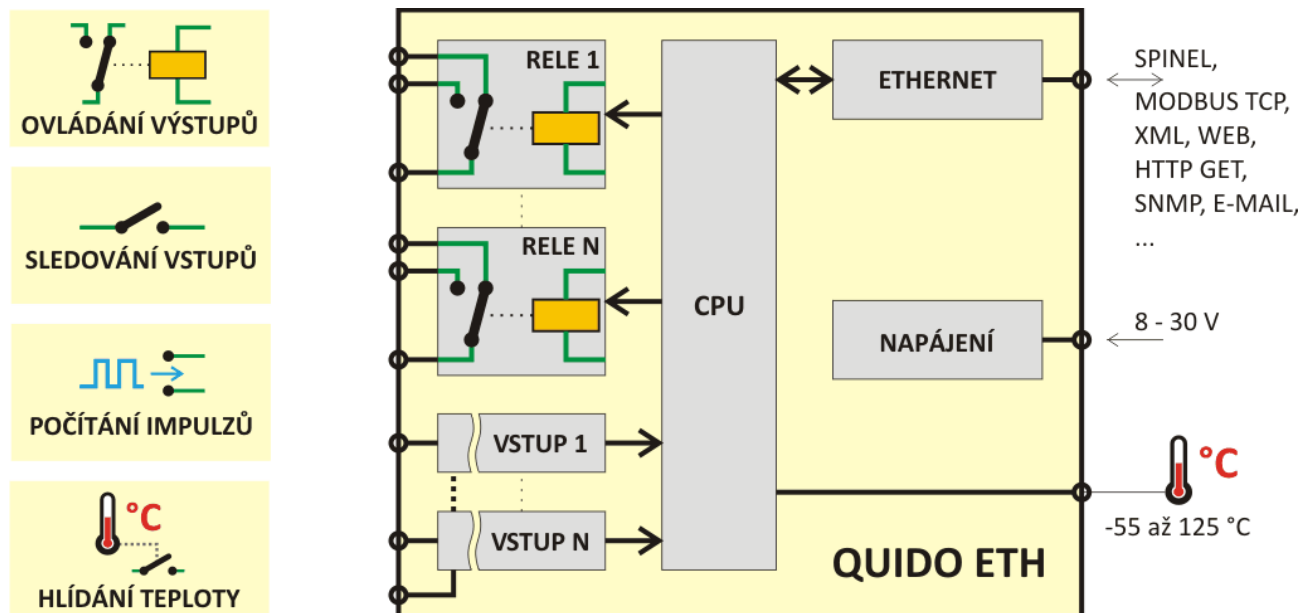 OVLÁDÁNÍ VÝSTUPŮ
SLEDOVÁNÍ VSTUPŮ
POČÍTÁNÍ IMPULZŮ
°C
HLÍDÁNÍ TEPLOTY
RELE 1
RELE N
VSTUP 1
VSTUP N
CPU
ETHERNET
NAPÁJENÍ
QUIDO ETH
SPINEL,
MODBUS TCP,
XML, WEB,
HTTP GET,
SNMP, E-MAIL,
...
8 - 30 V
°C
-55 až 125 °C